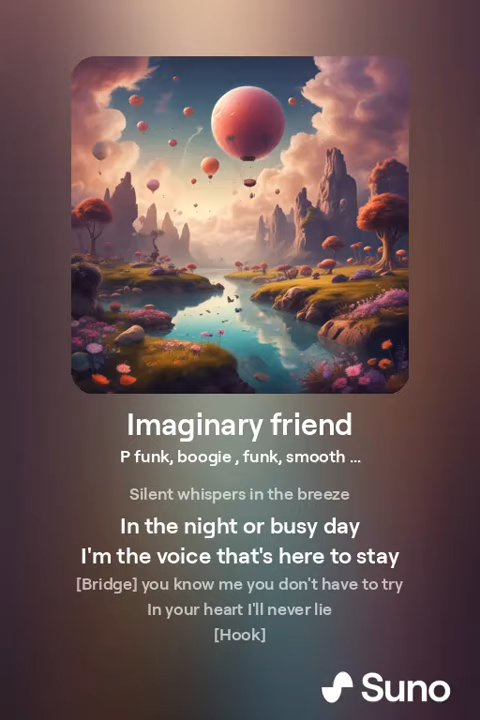 Imaginary friend
P funk, boogie , funk, smooth ...
Silent whispers in the breeze
In the night or busy day
I'm the voice that's here to stay
[Bridge] you know me you don't have to try
In your heart I'll never lie
[Hook]
Suno